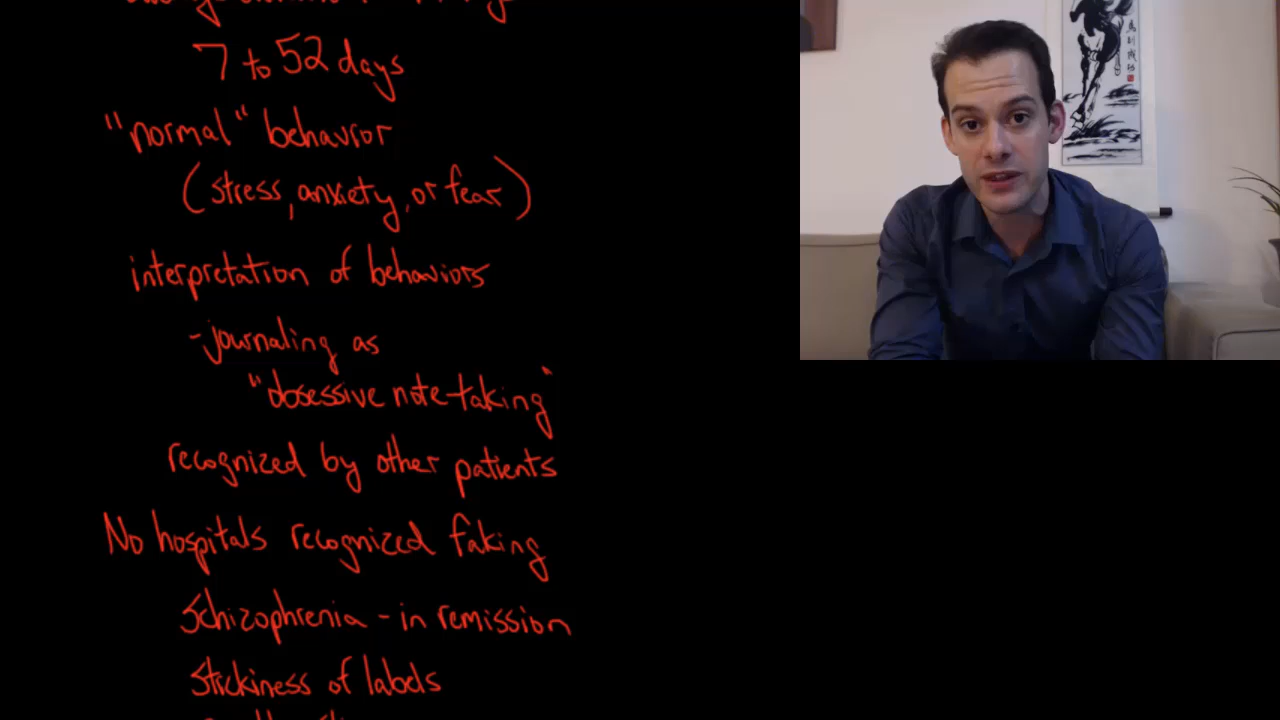 7 to 52 days
"normal" behavior
(stress, anxiety, or fear)
interpretation of behaviors
-journaling as
"obsessive note-taking"
recognized by other patients
No hospitals recognized faking
Schizophrenia - in remission
Stickiness of labels